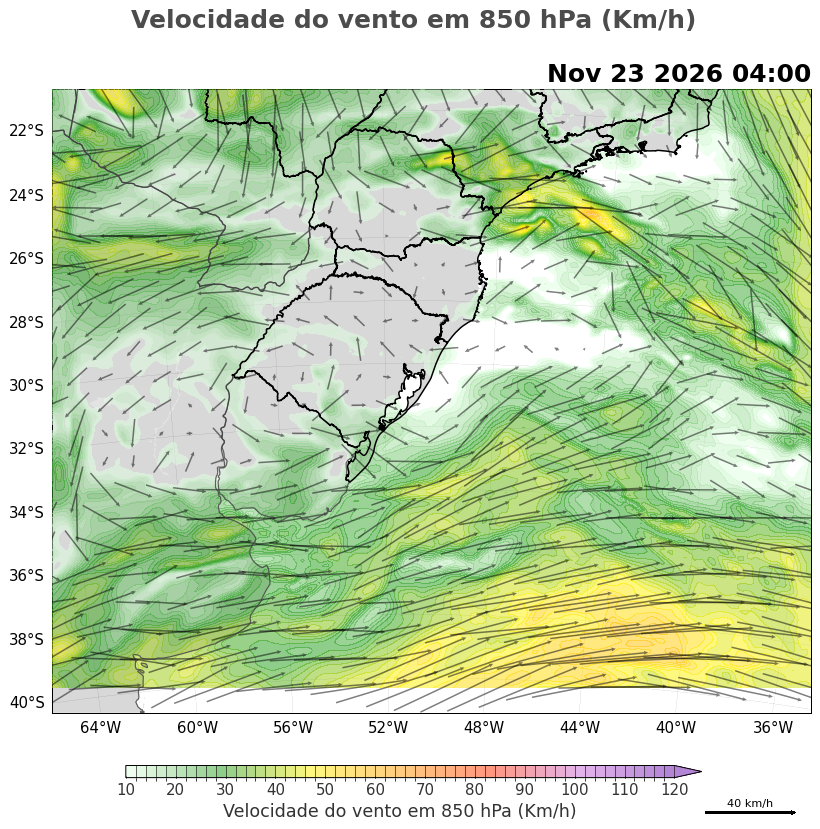 Velocidade do vento em 850 hPa (Km/h)
Nov 23 2026 04:00
22°S
24°S
26°S
28°S
30°S
32°S
34°S
36°S
38°S
40°S
64°W 60°W 56°W 52°W 48°W 44°W 40°W 36°W
10 20 30 40 50 60 70 80 90 100 110 120
40 km/h
Velocidade do vento em 850 hPa (Km/h)